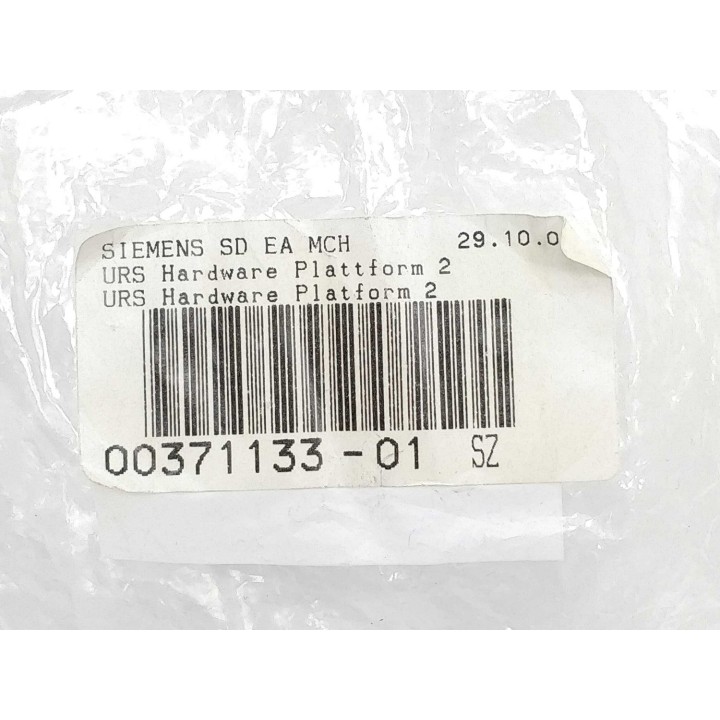 SIEMENS SD EA MCH 29.10.0
URS Hardware Plattform 2
URS Hardware Platform 2
00371133-01 SZ